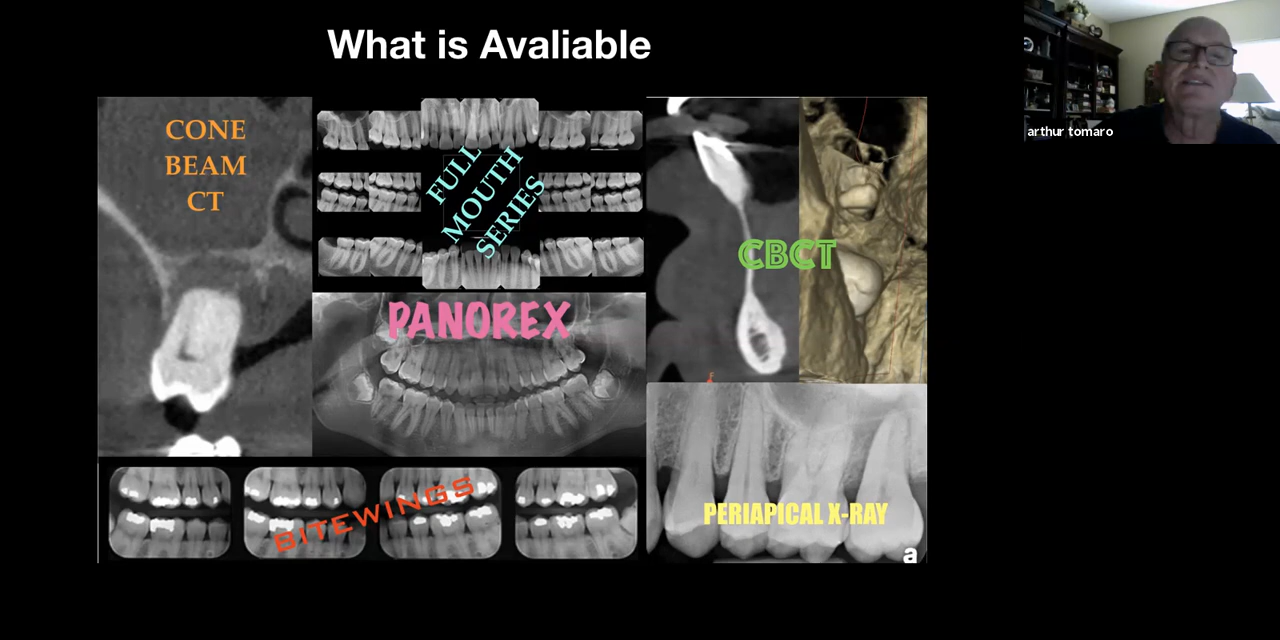 What is Avaliable
arthur tomaro
CONE
BEAM
CT
FULL
MOUTH
SERIES
CBCT
PANOREX
BITEWINGS
PERIAPICAL X-RAY
a